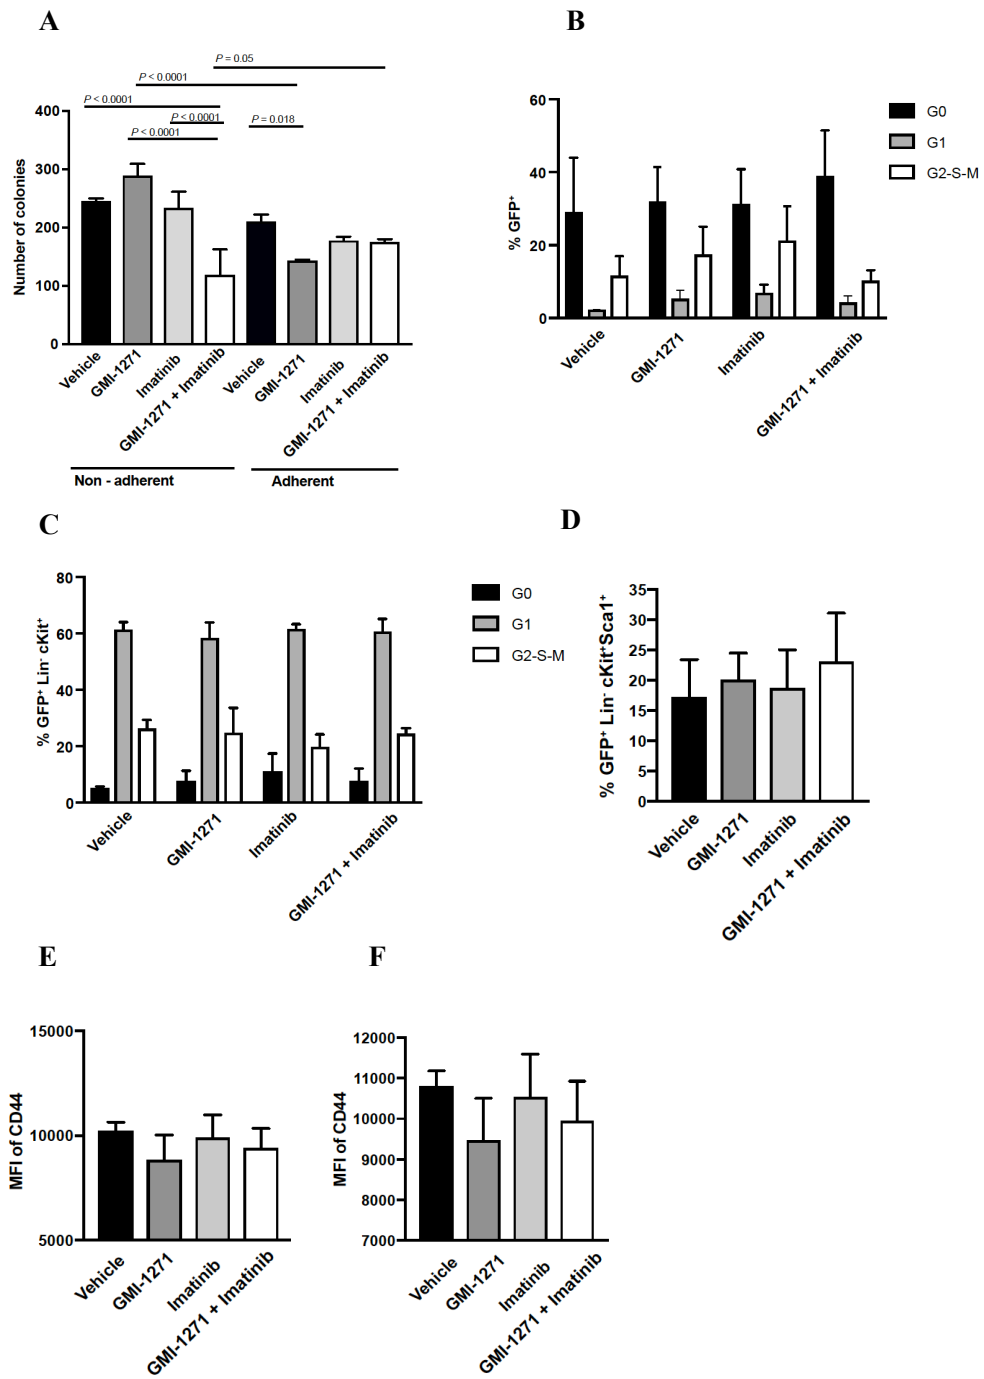 A
P = 0.05
P < 0.0001
P < 0.0001
P < 0.0001
P = 0.018
P < 0.0001
400
300
200
100
0
Number of colonies
Vehicle
GMI-1271
Imatinib
GMI-1271 + Imatinib
Vehicle
GMI-1271
Imatinib
GMI-1271 + Imatinib
Non - adherent
Adherent
B
60
40
20
0
% GFP⁺
G0
G1
G2-S-M
Vehicle
GMI-1271
Imatinib
GMI-1271 + Imatinib
C
80
60
40
20
0
% GFP⁺ Lin⁻ cKit⁺
G0
G1
G2-S-M
Vehicle
GMI-1271
Imatinib
GMI-1271 + Imatinib
D
35
30
25
20
15
10
5
0
% GFP⁺ Lin⁻ cKit⁺Sca1⁺
Vehicle
GMI-1271
Imatinib
GMI-1271 + Imatinib
E
15000
10000
5000
MFI of CD44
Vehicle
GMI-1271
Imatinib
GMI-1271 + Imatinib
F
12000
11000
10000
9000
8000
7000
MFI of CD44
Vehicle
GMI-1271
Imatinib
GMI-1271 + Imatinib